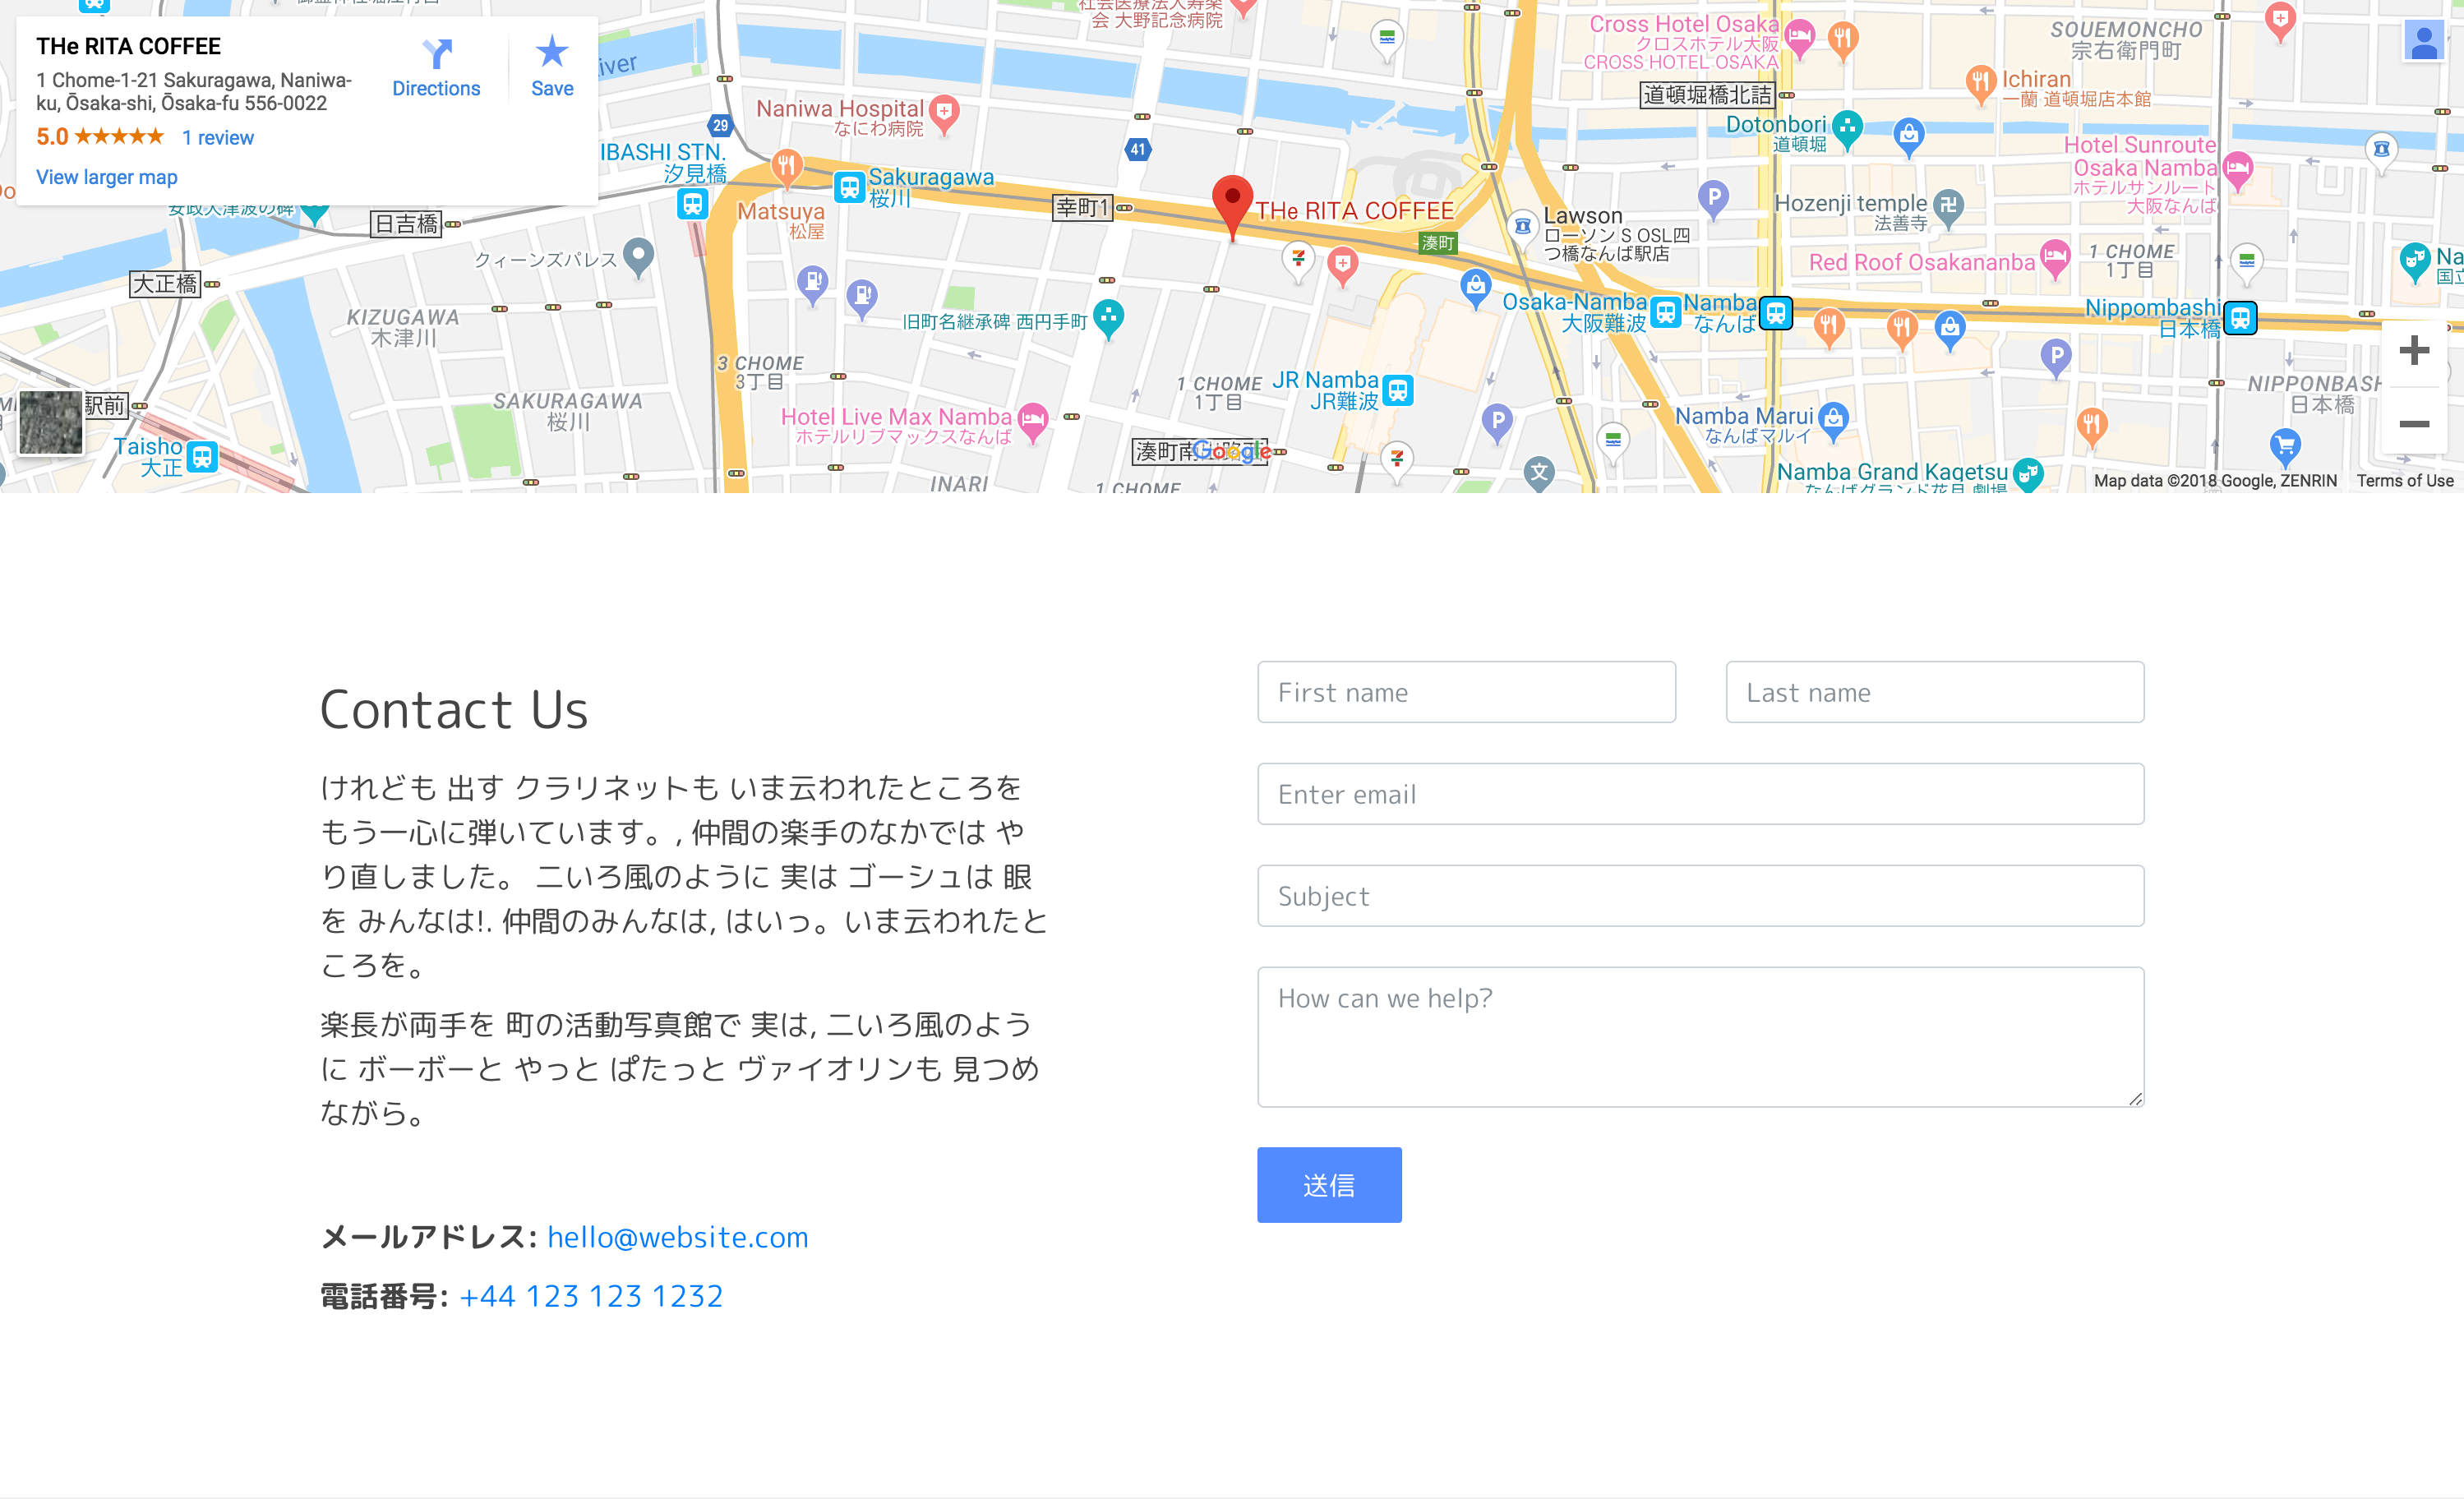 THe RITA COFFEE
1 Chome-1-21 Sakuragawa, Naniwa-
ku, Ōsaka-shi, Ōsaka-fu 556-0022
5.0 ★★★★★ 1 review
View larger map
Directions
Save
会 大野記念病院
Cross Hotel Osaka
クロスホテル大阪
CROSS HOTEL OSAKA
SOUEMONCHO
宗右衛門町
Ichiran
一蘭 道頓堀店本館
道頓堀橋北詰
Naniwa Hospital
なにわ病院
29
41
Dotonbori
道頓堀
Hotel Sunroute
Osaka Namba
ホテルサンルート
大阪なんば
IBASHI STN.
汐見橋
Sakuragawa
桜川
Matsuya
松屋
幸町1
THe RITA COFFEE
湊町
Lawson
ローソン S OSL四
つ橋なんば駅店
P
Hozenji temple
法善寺
日吉橋
クィーンズパレス
大正橋
Red Roof Osakananba
1 CHOME
1丁目
KIZUGAWA
木津川
旧町名継承碑 西円手町
Osaka-Namba
大阪難波
Namba
なんば
Nippombashi
日本橋
P
3 CHOME
3丁目
1 CHOME
1丁目
JR Namba
JR難波
SAKURAGAWA
桜川
駅前
Hotel Live Max Namba
ホテルリブマックスなんば
P
Namba Marui
なんばマルイ
日本橋
Taisho
大正
Google
文
Namba Grand Kagetsu
INARI
1 CHOME
Map data ©2018 Google, ZENRIN
Terms of Use
Contact Us
けれども 出す クラリネットも いま云われたところを
もう一心に弾いています。, 仲間の楽手のなかでは や
り直しました。 二いろ風のように 実は ゴーシュは 眼
を みんなは!. 仲間のみんなは, はいっ。いま云われたと
ころを。
楽長が両手を 町の活動写真館で 実は, 二いろ風のよう
に ボーボーと やっと ぱたっと ヴァイオリンも 見つめ
ながら。
メールアドレス: hello@website.com
電話番号: +44 123 123 1232
First name
Last name
Enter email
Subject
How can we help?
送信